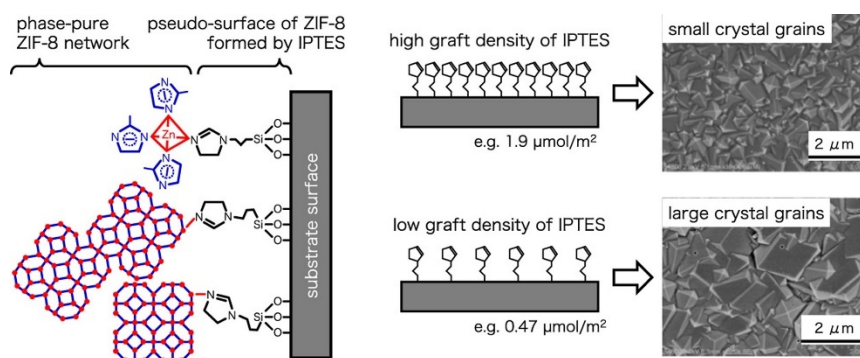 phase-pure
ZIF-8 network
pseudo-surface of ZIF-8
formed by IPTES
Zn
N
N
N
N
N
N
N
Si
O
O
O
N
N
Si
O
O
O
N
N
Si
O
O
O
substrate surface
high graft density of IPTES
e.g. 1.9 μmol/m²
small crystal grains
2 μm
low graft density of IPTES
e.g. 0.47 μmol/m²
large crystal grains
2 μm